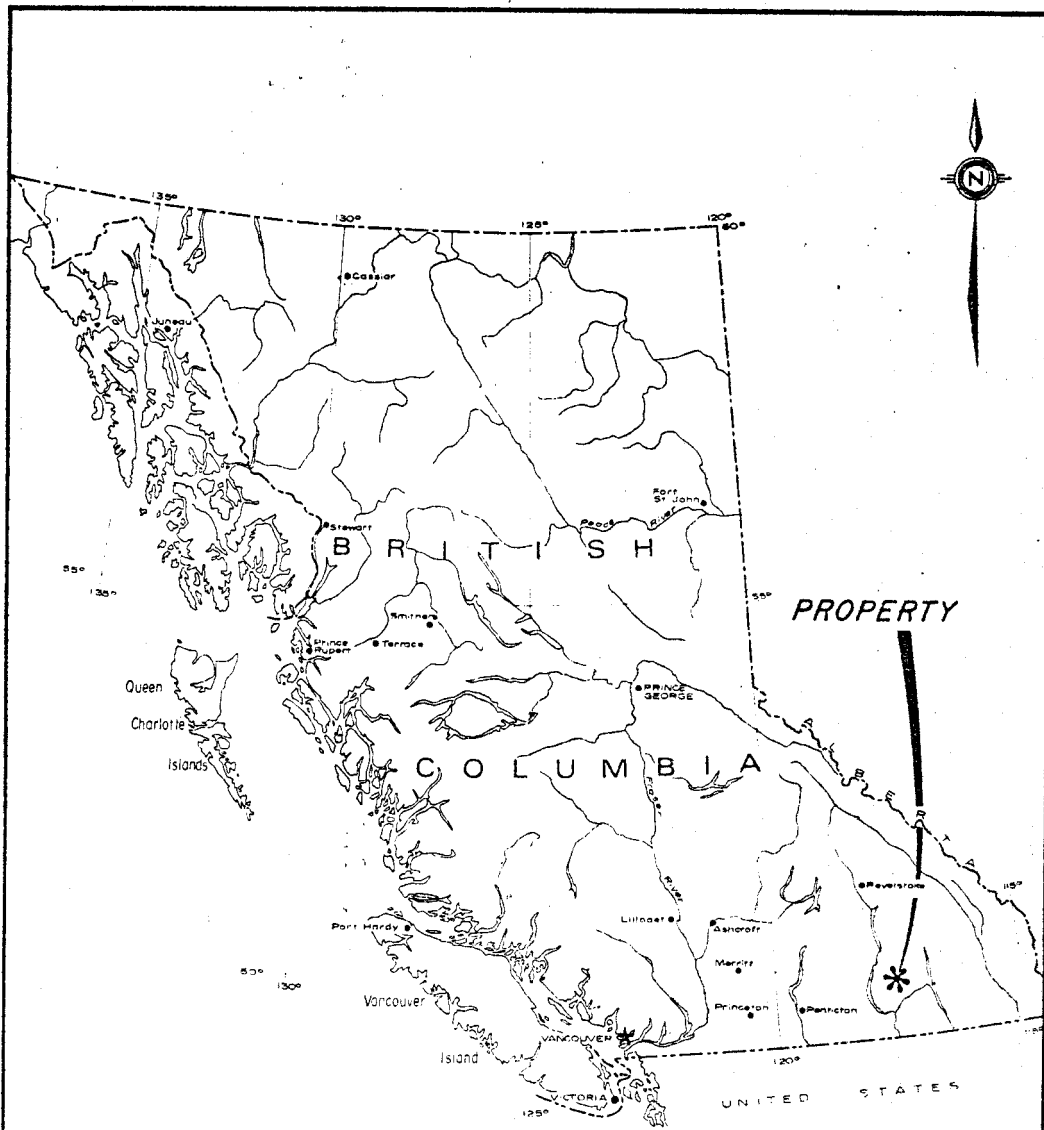 N
135°
130°
125°
120°
60°
Cassiar
Juneau
Fort
St John
Peace River
Stewart
BRITISH
55°
135°
55°
PROPERTY
Smithers
Prince
Rupert
Terrace
Queen
Charlotte
Islands
PRINCE
GEORGE
COLUMBIA
ALBERTA
Fraser
River
Revelstoke
115°
Port Hardy
Lillooet
Ashcroft
Merritt
50°
130°
Vancouver
Island
Princeton
Penticton
VANCOUVER
120°
VICTORIA
125°
UNITED STATES